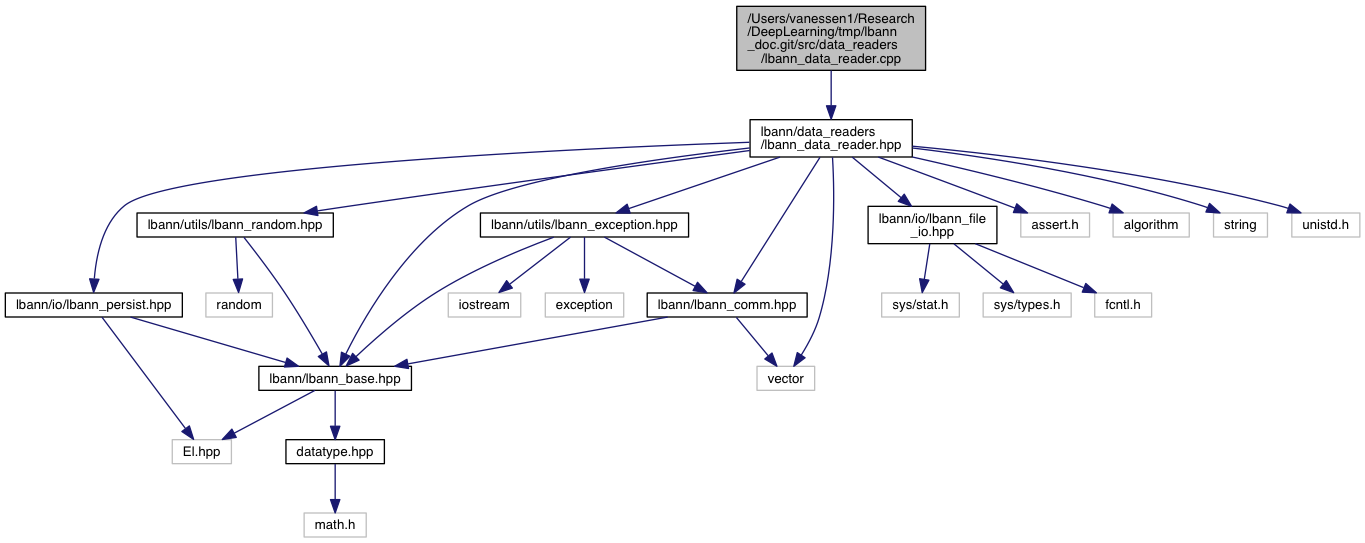 /Users/vanessen1/Research
/DeepLearning/tmp/lbann
_doc.git/src/data_readers
/lbann_data_reader.cpp
lbann/data_readers
/lbann_data_reader.hpp
lbann/utils/lbann_random.hpp
lbann/utils/lbann_exception.hpp
lbann/io/lbann_file
_io.hpp
assert.h
algorithm
string
unistd.h
lbann/io/lbann_persist.hpp
random
iostream
exception
lbann/lbann_comm.hpp
sys/stat.h
sys/types.h
fcntl.h
lbann/lbann_base.hpp
vector
El.hpp
datatype.hpp
math.h